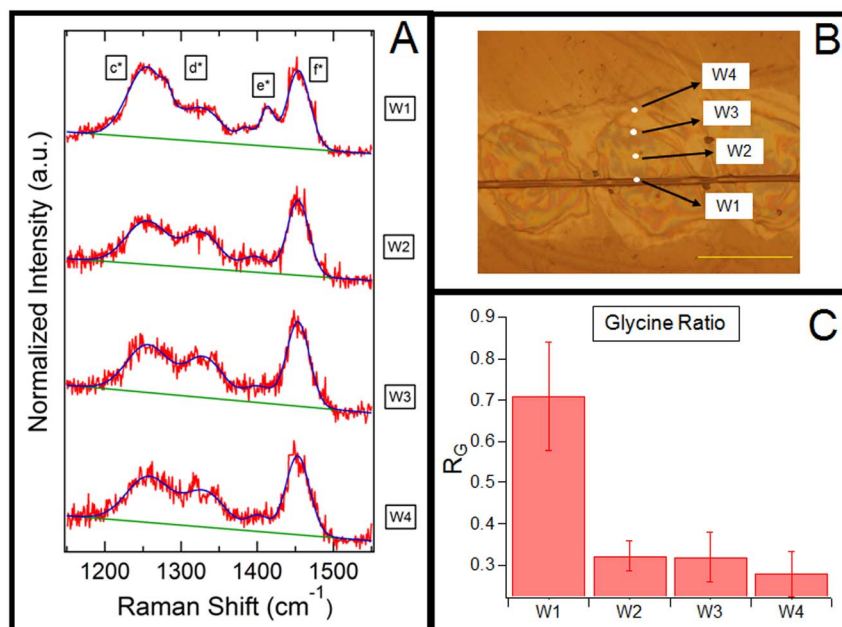 A
c*
d*
e*
f*
W1
W2
W3
W4
Normalized Intensity (a.u.)
1200
1300
1400
1500
Raman Shift (cm⁻¹)
B
W4
W3
W2
W1
C
Glycine Ratio
R_G
0.9
0.8
0.7
0.6
0.5
0.4
0.3
W1
W2
W3
W4